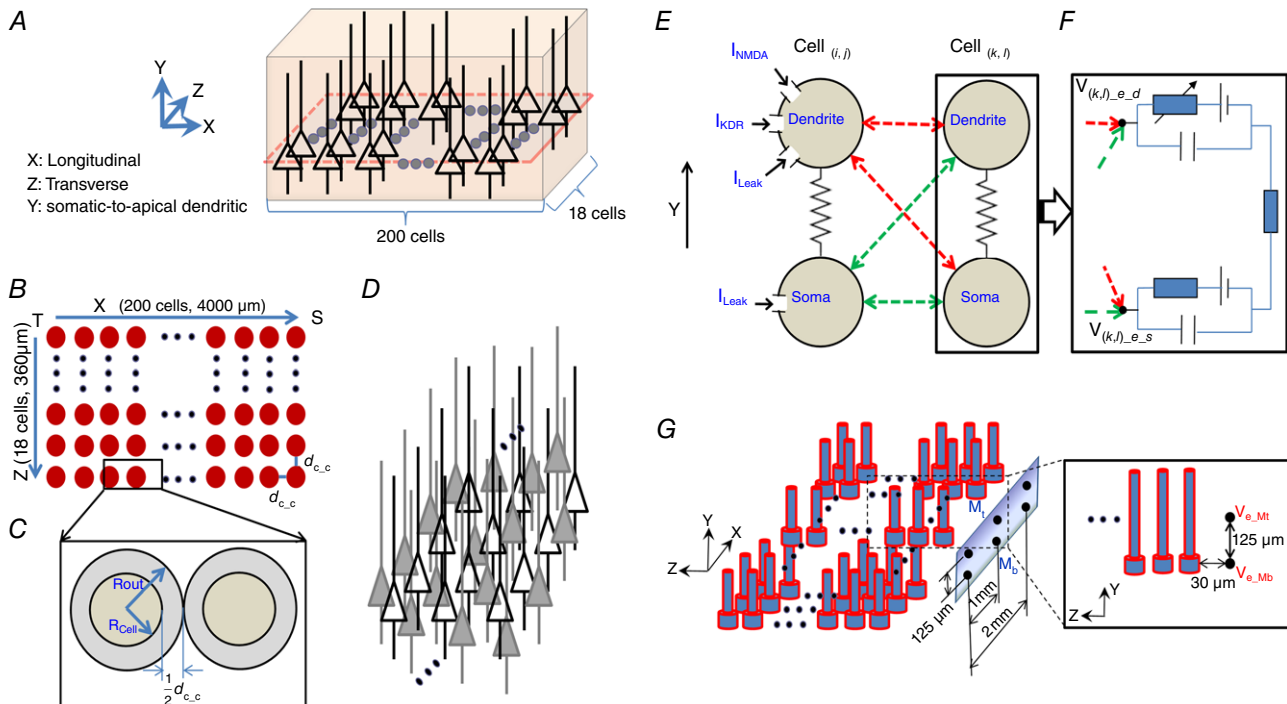 A
Y
Z
X
X: Longitudinal
Z: Transverse
Y: somatic-to-apical dendritic
200 cells
18 cells
B
X (200 cells, 4000 µm)
T
S
Z (18 cells, 360µm)
d c_c
d c_c
C
Rout
R Cell
1/2 d c_c
D
E
Cell (i, j)
Cell (k, l)
I NMDA
I KDR
I Leak
Dendrite
Dendrite
Y
I Leak
Soma
Soma
F
V (k,l)_e_d
V (k,l)_e_s
G
Y
X
Z
M t
M b
125 µm
1mm
2mm
V e_Mt
125 µm
V e_Mb
30 µm
Y
Z